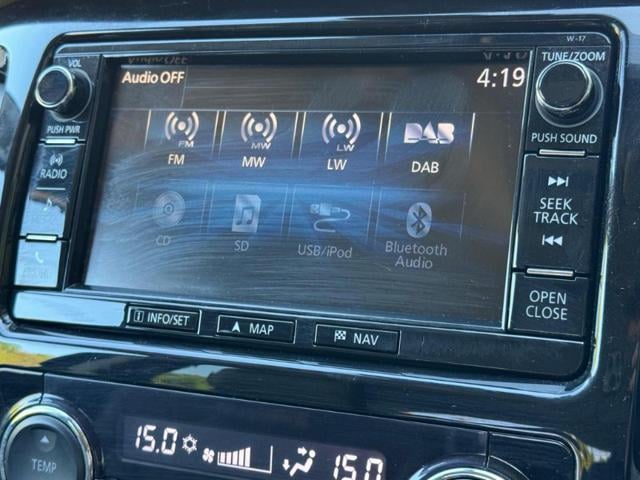 W-17
VOL
Audio OFF
4:19
TUNE/ZOOM
PUSH PWR
PUSH SOUND
FM
MW
LW
DAB
FM
MW
LW
DAB
RADIO
SEEK
TRACK
CD
SD
USB/iPod
Bluetooth
Audio
OPEN
CLOSE
INFO/SET
MAP
NAV
15.0
15.0
TEMP